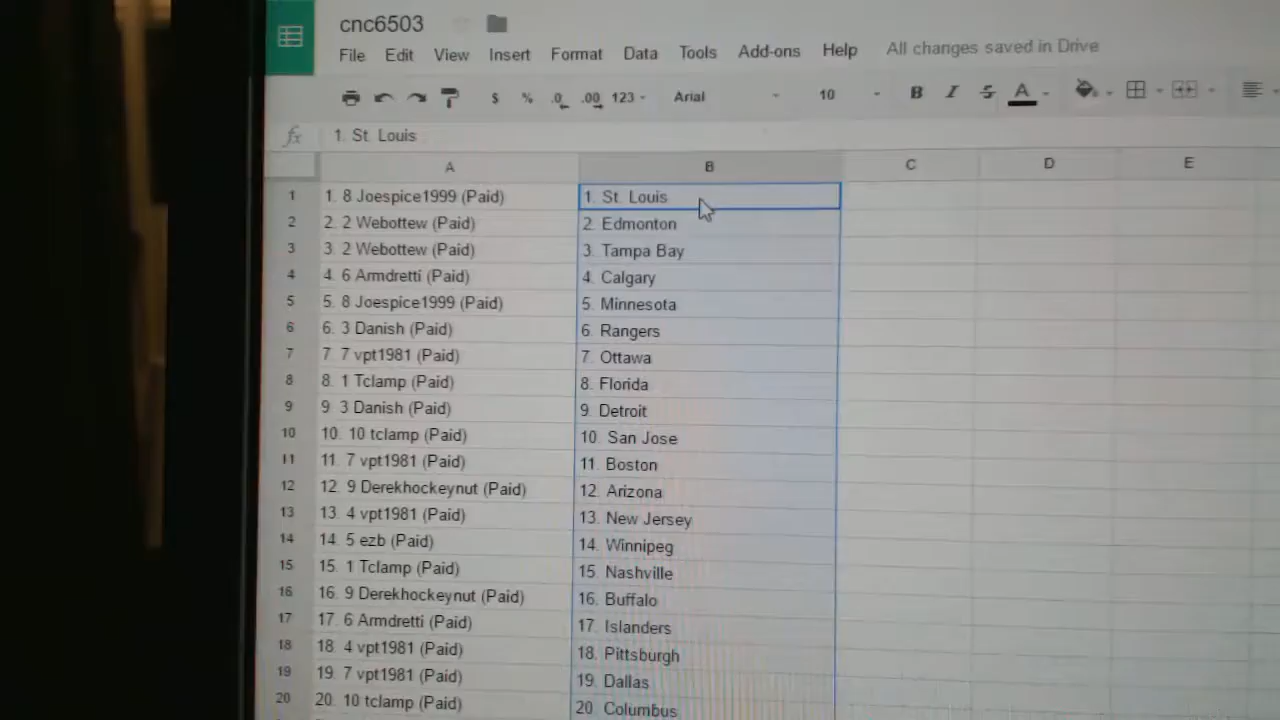 cnc6503
File Edit View Insert Format Data Tools Add-ons Help All changes saved in Drive
$ % .0 .00 123 Arial 10 B I S A
fx 1. St. Louis
A B C D E
1 1. 8 Joespice1999 (Paid) 1. St. Louis
2 2. 2 Webottew (Paid) 2. Edmonton
3 3. 2 Webottew (Paid) 3. Tampa Bay
4 4. 6 Armdretti (Paid) 4. Calgary
5 5. 8 Joespice1999 (Paid) 5. Minnesota
6 6. 3 Danish (Paid) 6. Rangers
7 7. 7 vpt1981 (Paid) 7. Ottawa
8 8. 1 Tclamp (Paid) 8. Florida
9 9. 3 Danish (Paid) 9. Detroit
10 10. 10 tclamp (Paid) 10. San Jose
11 11. 7 vpt1981 (Paid) 11. Boston
12 12. 9 Derekhockeynut (Paid) 12. Arizona
13 13. 4 vpt1981 (Paid) 13. New Jersey
14 14. 5 ezb (Paid) 14. Winnipeg
15 15. 1 Tclamp (Paid) 15. Nashville
16 16. 9 Derekhockeynut (Paid) 16. Buffalo
17 17. 6 Armdretti (Paid) 17. Islanders
18 18. 4 vpt1981 (Paid) 18. Pittsburgh
19 19. 7 vpt1981 (Paid) 19. Dallas
20 20. 10 tclamp (Paid) 20. Columbus